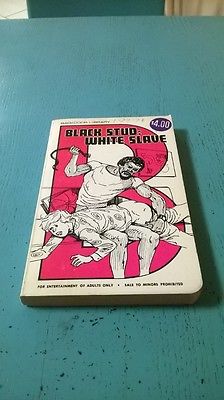 $4.00
BLACK STUD,
WHITE SLAVE
FOR ENTERTAINMENT OF ADULTS ONLY • SALE TO MINORS PROHIBITED